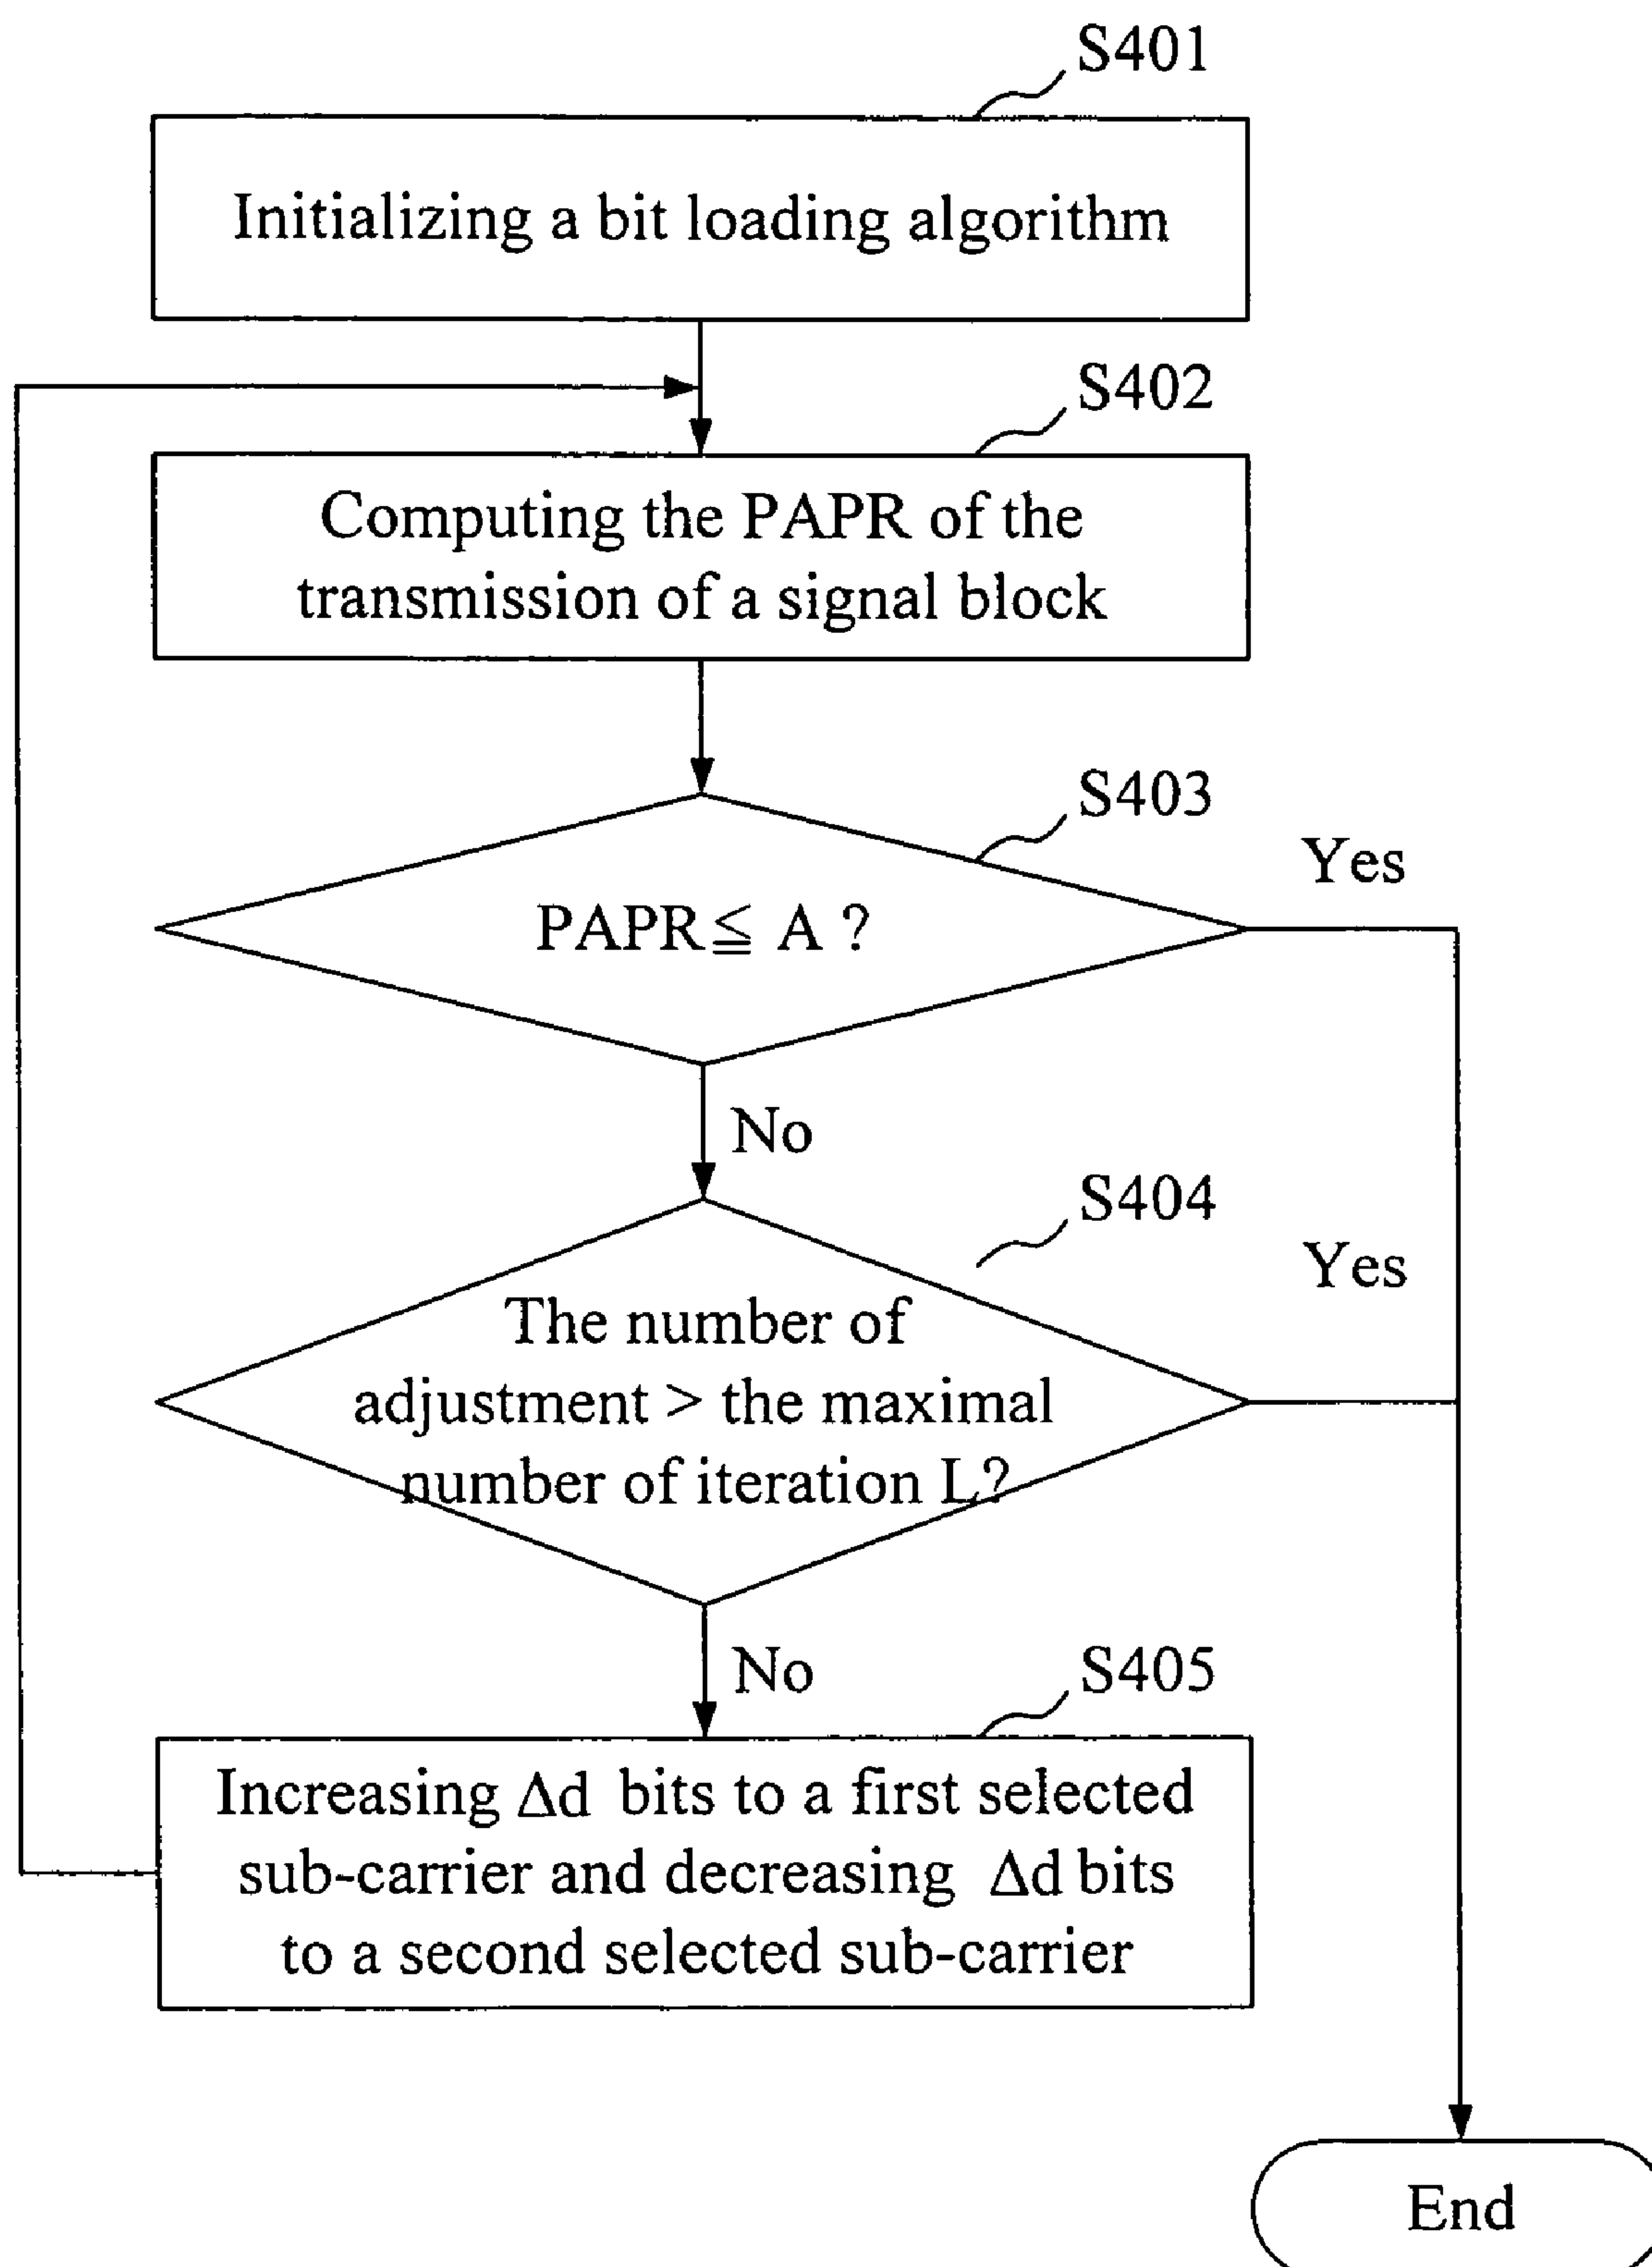 S401
Initializing a bit loading algorithm
S402
Computing the PAPR of the
transmission of a signal block
S403
Yes
PAPR≦ A ?
No
S404
Yes
The number of
adjustment > the maximal
number of iteration L?
No
S405
Increasing Δd bits to a first selected
sub-carrier and decreasing Δd bits
to a second selected sub-carrier
End